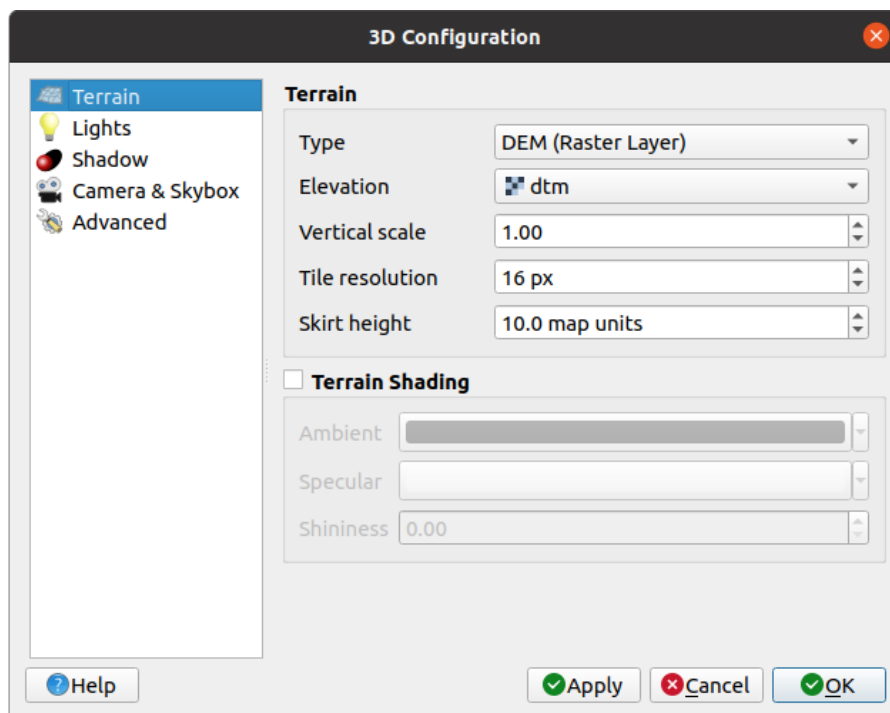 3D Configuration
Terrain
Lights
Shadow
Camera & Skybox
Advanced
Terrain
Type DEM (Raster Layer)
Elevation dtm
Vertical scale 1.00
Tile resolution 16 px
Skirt height 10.0 map units
Terrain Shading
Ambient
Specular
Shininess 0.00
Help Apply Cancel OK